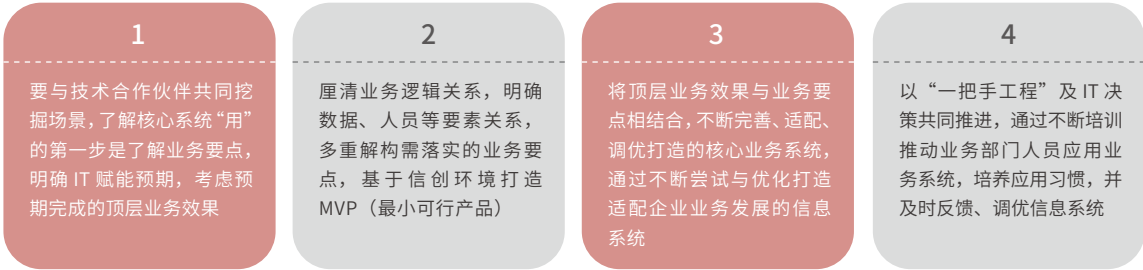 1
要与技术合作伙伴共同挖
掘场景，了解核心系统“用”
的第一步是了解业务要点，
明确 IT 赋能预期，考虑预
期完成的顶层业务效果
2
厘清业务逻辑关系，明确
数据、人员等要素关系，
多重解构需落实的业务要
点，基于信创环境打造
MVP（最小可行产品）
3
将顶层业务效果与业务要
点相结合，不断完善、适配、
调优打造的核心业务系统，
通过不断尝试与优化打造
适配企业业务发展的信息
系统
4
以“一把手工程”及 IT 决
策共同推进，通过不断培训
推动业务部门人员应用业
务系统，培养应用习惯，并
及时反馈、调优信息系统